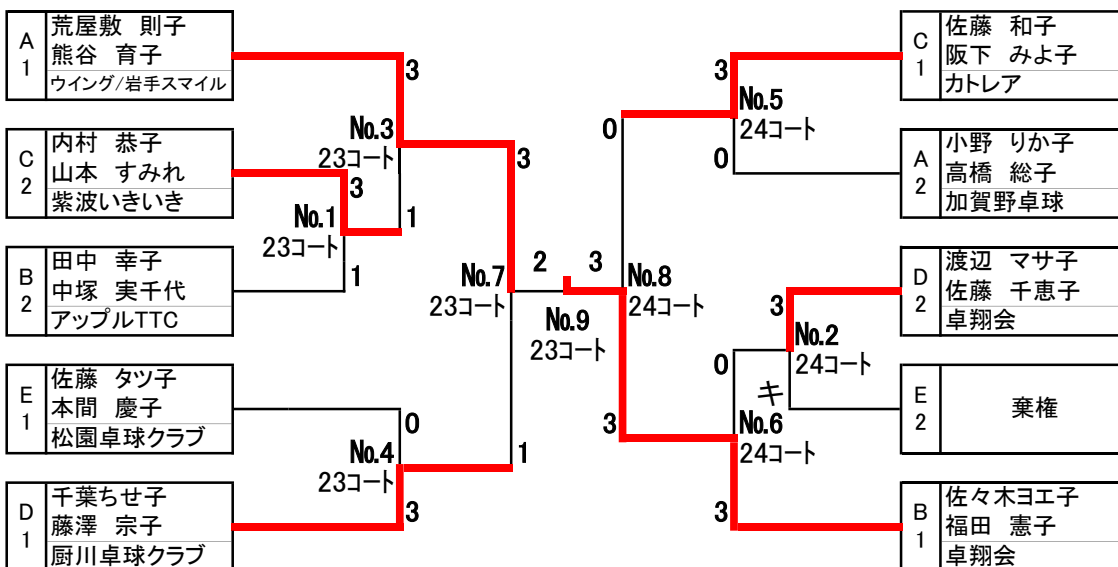 A
1
荒屋敷 則子
熊谷 育子
ウイング/岩手スマイル
C
2
内村 恭子
山本 すみれ
紫波いきいき
B
2
田中 幸子
中塚 実千代
アップルTTC
E
1
佐藤 タツ子
本間 慶子
松園卓球クラブ
D
1
千葉ちせ子
藤澤 宗子
厨川卓球クラブ
3
No.3
23コート
3
No.1
23コート
1
1
3
No.7
23コート
0
No.4
23コート
3
1
2
3
No.9
23コート
0
No.8
24コート
3
3
No.5
24コート
0
3
No.2
24コート
0
キ
No.6
24コート
3
C
1
佐藤 和子
阪下 みよ子
カトレア
A
2
小野 りか子
高橋 総子
加賀野卓球
D
2
渡辺 マサ子
佐藤 千恵子
卓翔会
E
2
棄権
B
1
佐々木ヨエ子
福田 憲子
卓翔会